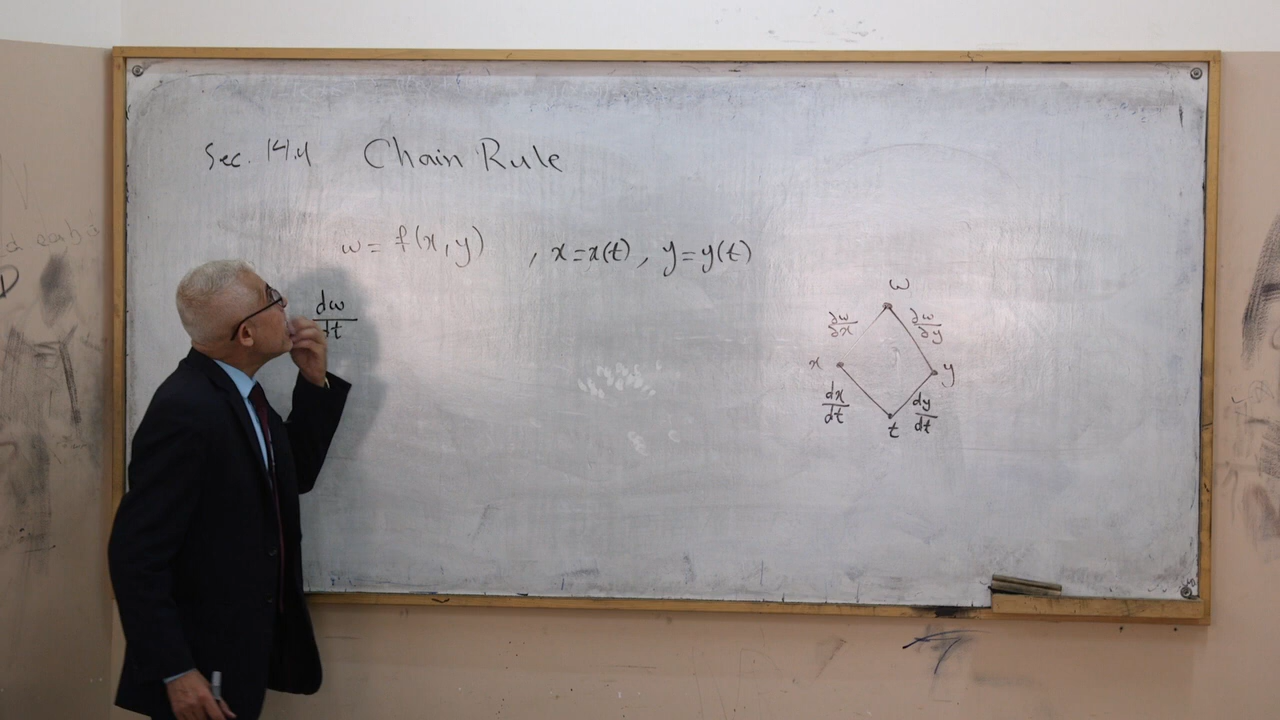 Sec. 14.4 Chain Rule
w = f(x, y) , x = x(t), y = y(t)
dw/dt
w
∂w/∂x ∂w/∂y
x y
dx/dt dy/dt
t